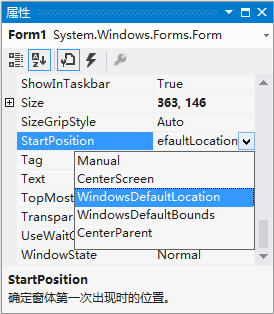 属性
Form1 System.Windows.Forms.Form
ShowInTaskbar True
Size 363, 146
SizeGripStyle Auto
StartPosition efaultLocation
Tag
Manual
Text
CenterScreen
WindowsDefaultLocation
TopMost
WindowsDefaultBounds
Transpare
CenterParent
UseWaitC
WindowState Normal
StartPosition
确定窗体第一次出现时的位置。